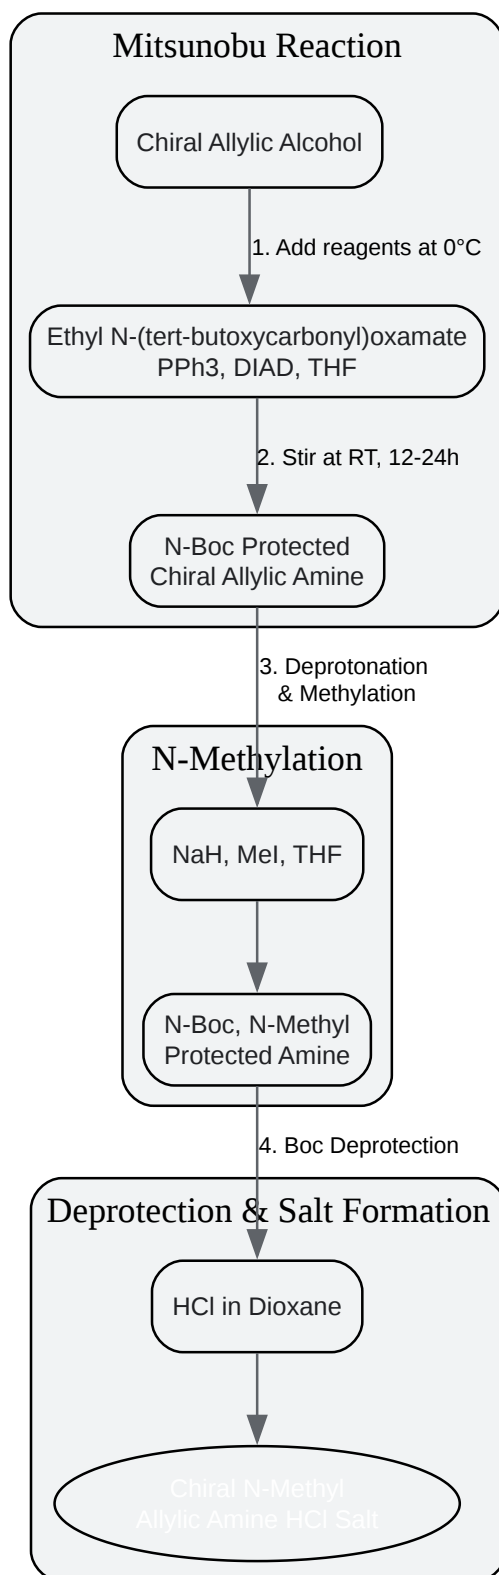 Mitsunobu Reaction
Chiral Allylic Alcohol
1. Add reagents at 0°C
Ethyl N-(tert-butoxycarbonyl)oxamate
PPh3, DIAD, THF
2. Stir at RT, 12-24h
N-Boc Protected
Chiral Allylic Amine
3. Deprotonation
& Methylation
N-Methylation
NaH, MeI, THF
N-Boc, N-Methyl
Protected Amine
4. Boc Deprotection
Deprotection & Salt Formation
HCl in Dioxane
Chiral N-Methyl
Allylic Amine HCl Salt